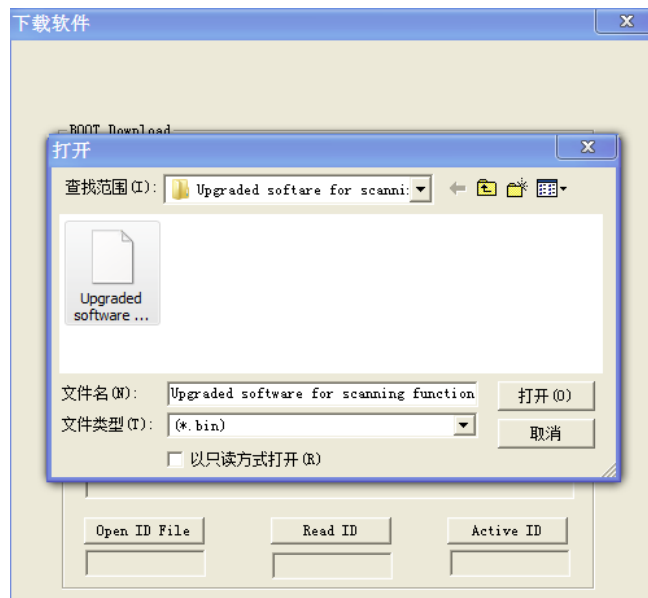 下载软件
BOOT Download
打开
查找范围(I):
Upgraded softare for scanni
Upgraded
software ...
文件名(N):
Upgraded software for scanning function
打开(O)
文件类型(T):
(*.bin)
取消
以只读方式打开(R)
Open ID File
Read ID
Active ID